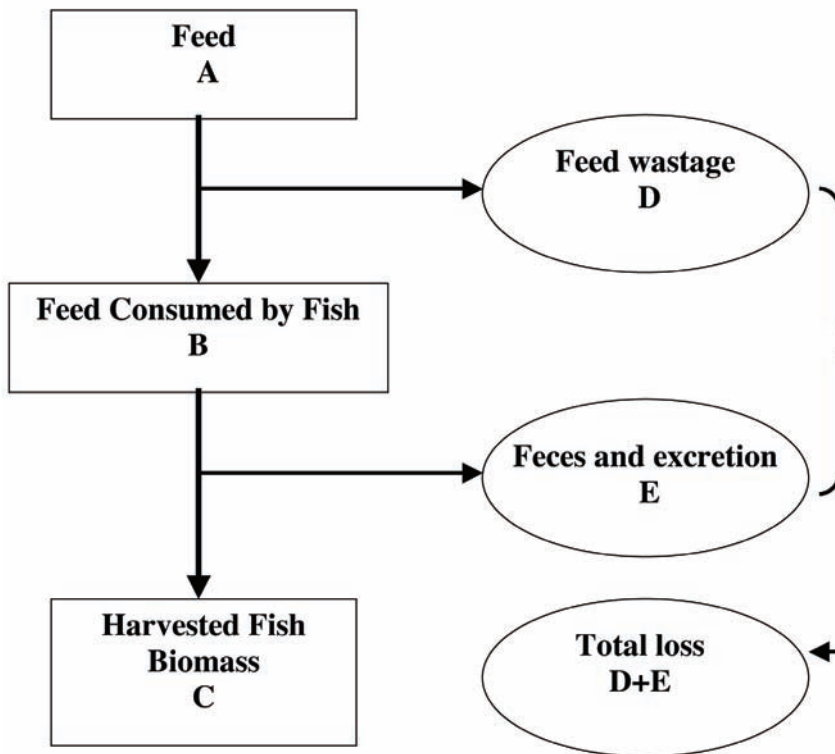 Feed
A
Feed wastage
D
Feed Consumed by Fish
B
Feces and excretion
E
Harvested Fish
Biomass
C
Total loss
D+E